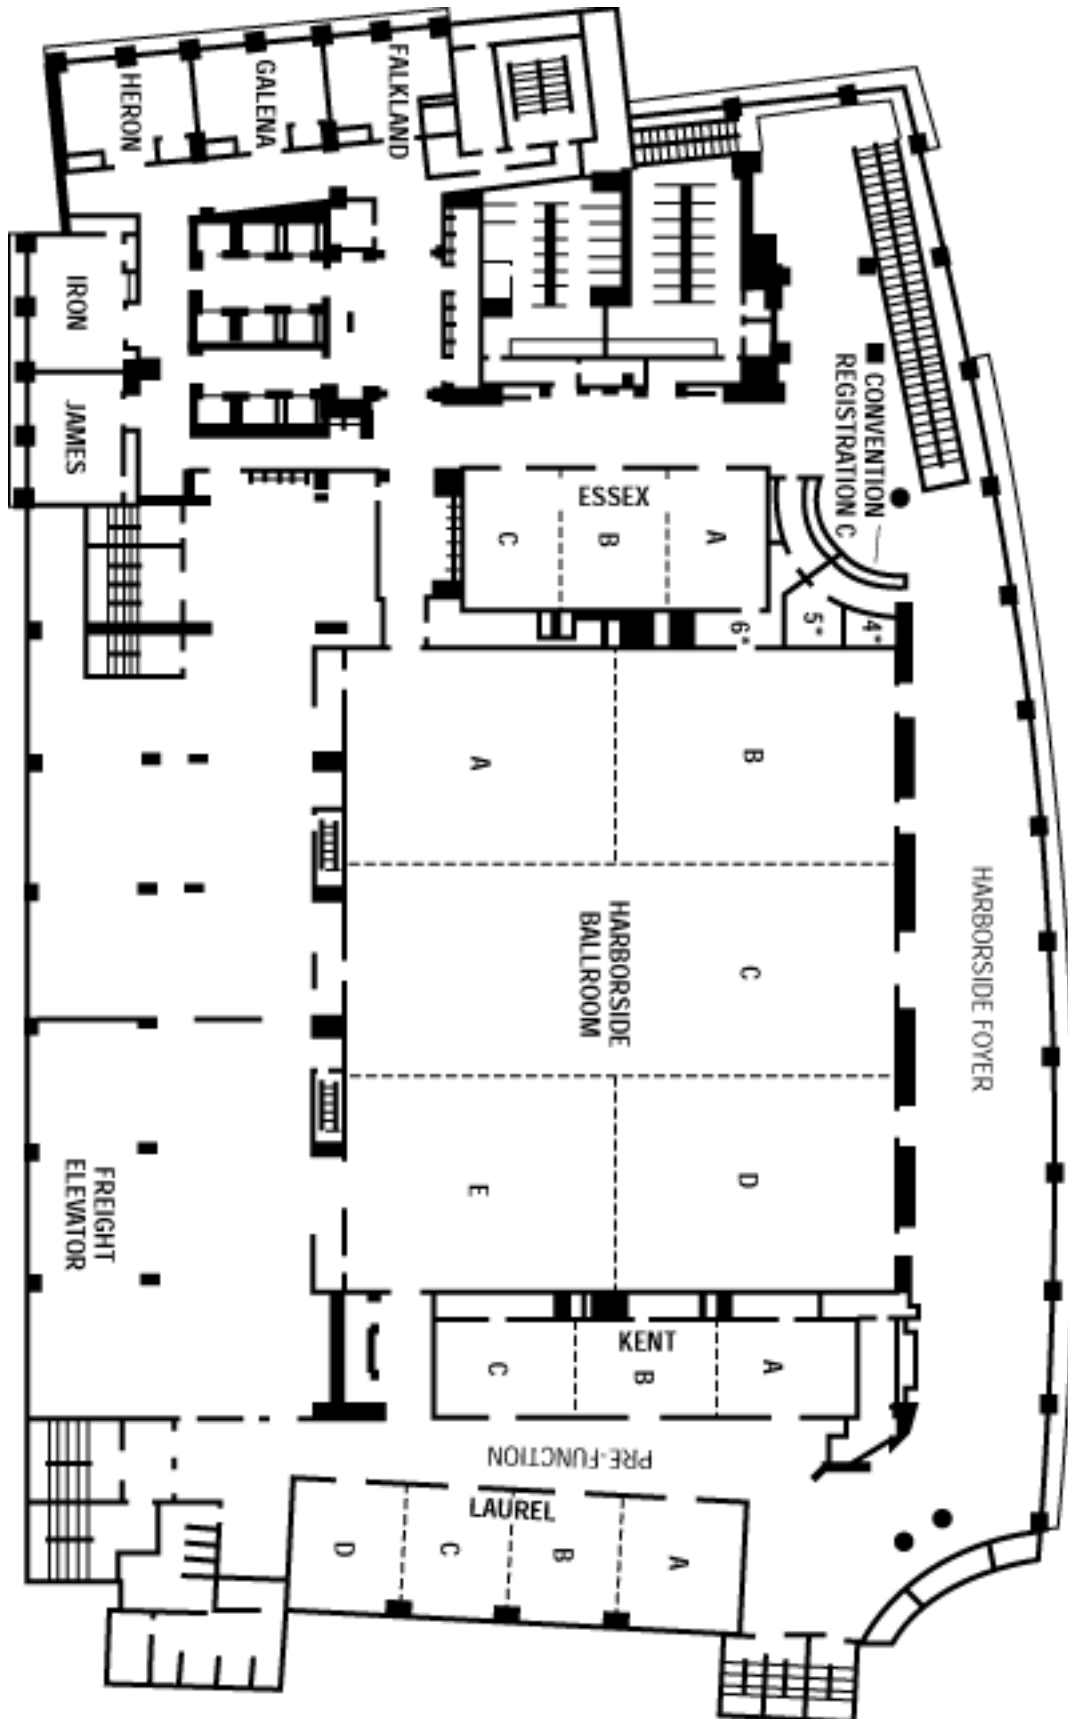 HERON
GALENA
FALKLAND
IRON
JAMES
CONVENTION
REGISTRATION C
ESSEX
C
B
A
6*
5*
4*
A
B
HARBORSIDE
BALLROOM
C
HARBORSIDE FOYER
E
D
FREIGHT
ELEVATOR
KENT
C
B
A
PRE-FUNCTION
LAUREL
D
C
B
A